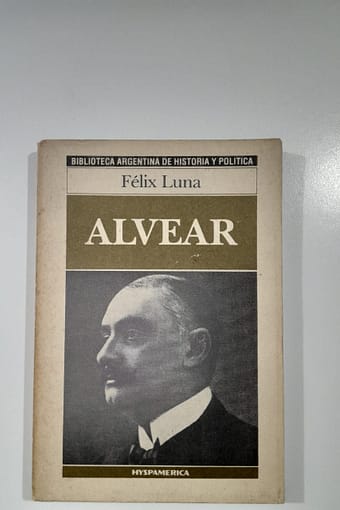 BIBLIOTECA ARGENTINA DE HISTORIA Y POLITICA
Félix Luna
ALVEAR
HYSPAMERICA